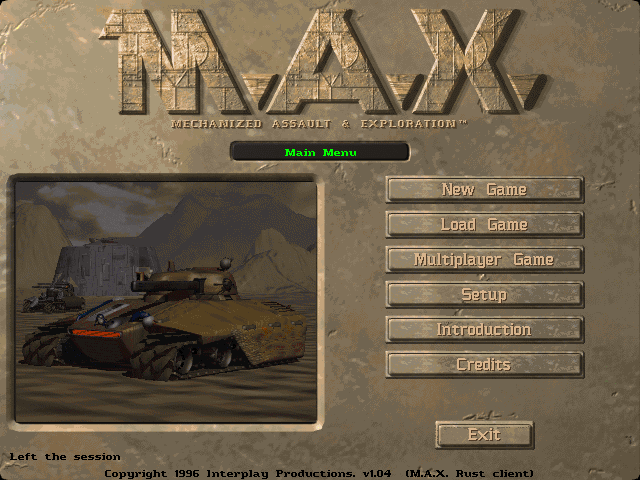 M.A.X.
MECHANIZED ASSAULT & EXPLORATION™
Main Menu
New Game
Load Game
Multiplayer Game
Setup
Introduction
Credits
Exit
Left the session
Copyright 1996 Interplay Productions. v1.04 (M.A.X. Rust client)